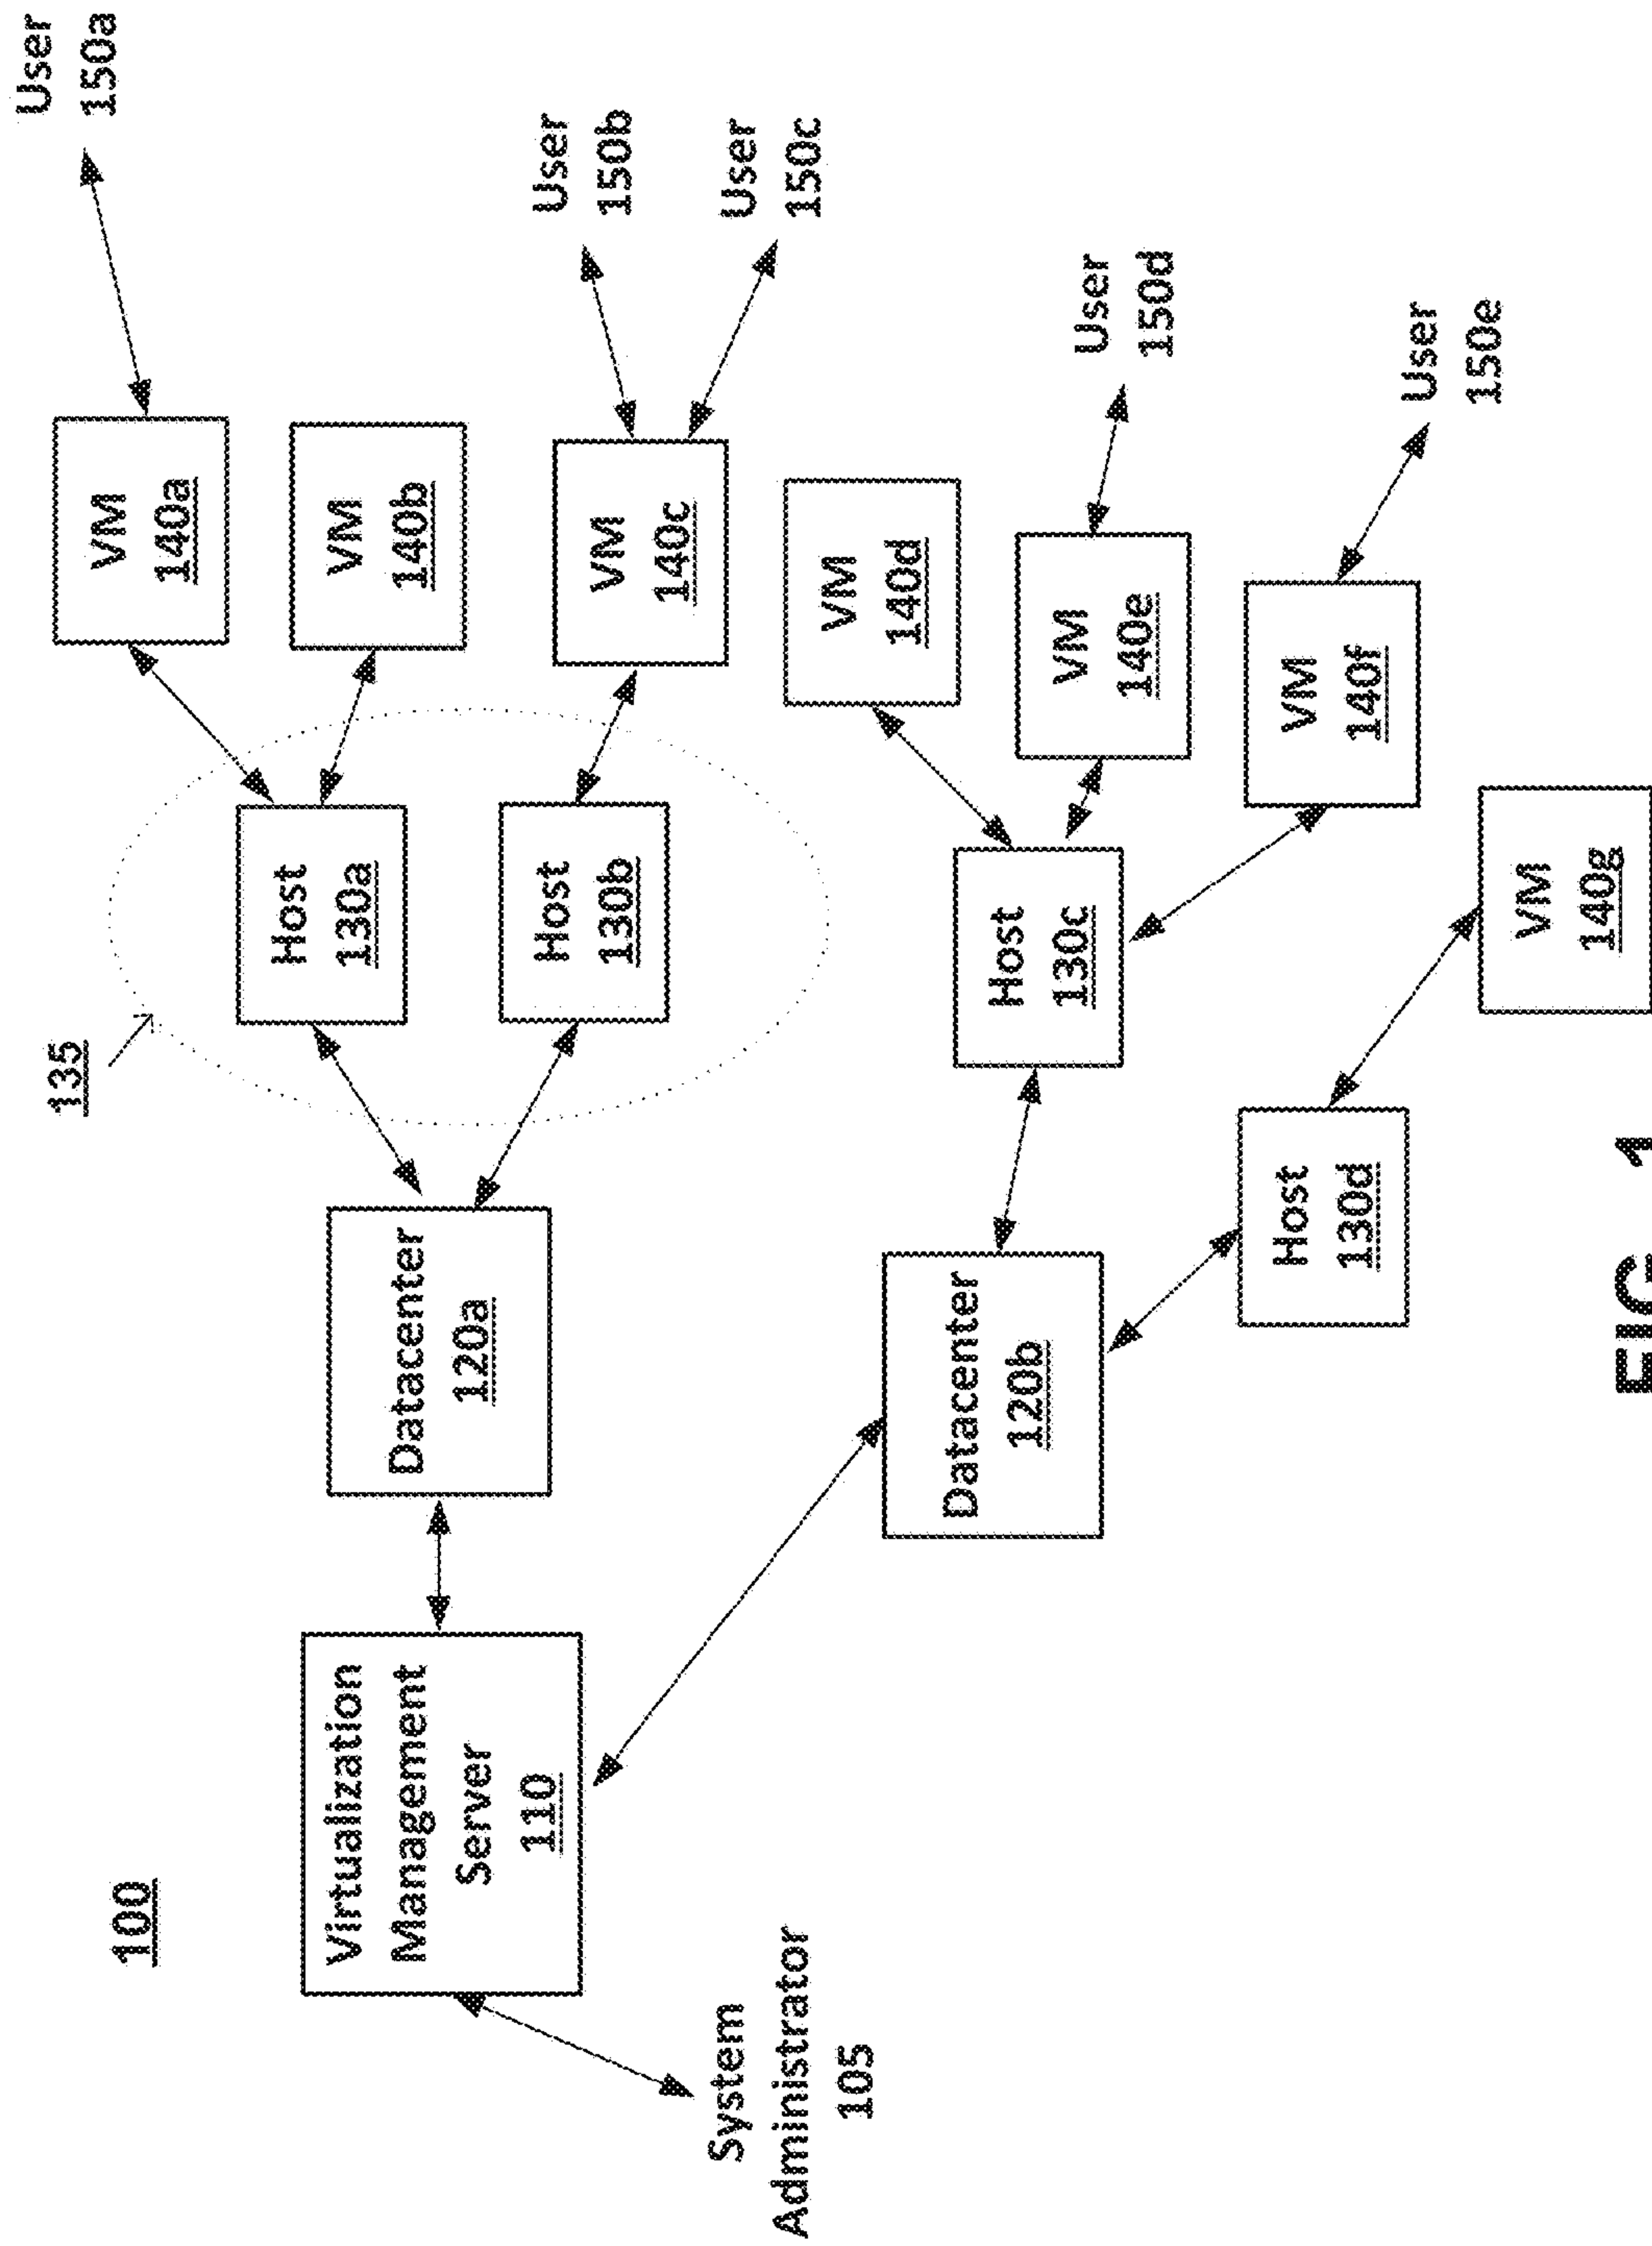 100
System
Administrator
105
Virtualization
Management
Server
110
Datacenter
120a
Datacenter
120b
135
Host
130a
Host
130b
Host
130c
Host
130d
VM
140a
VM
140b
VM
140c
VM
140d
VM
140e
VM
140f
VM
140g
User
150a
User
150b
User
150c
User
150d
User
150e
FIG. 1